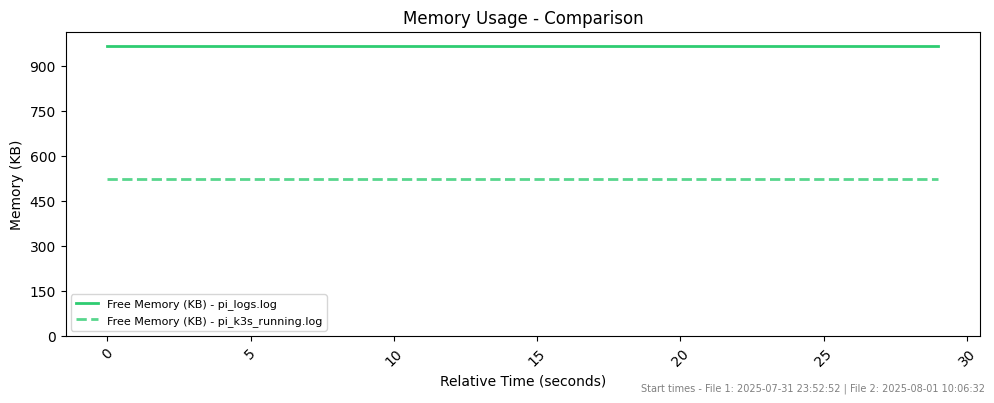 Memory Usage - Comparison
Memory (KB)
900
750
600
450
300
150
0
Free Memory (KB) - pi_logs.log
Free Memory (KB) - pi_k3s_running.log
0
5
10
15
20
25
30
Relative Time (seconds)
Start times - File 1: 2025-07-31 23:52:52 | File 2: 2025-08-01 10:06:32